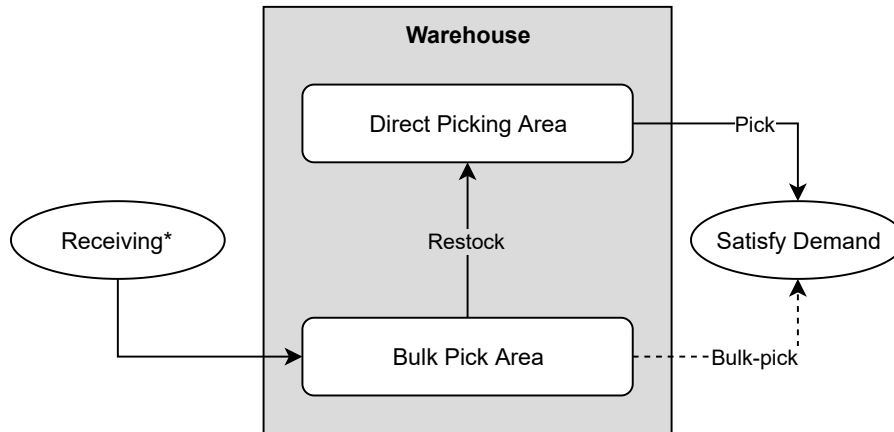 Warehouse
Direct Picking Area
Pick
Receiving*
Restock
Satisfy Demand
Bulk Pick Area
Bulk-pick